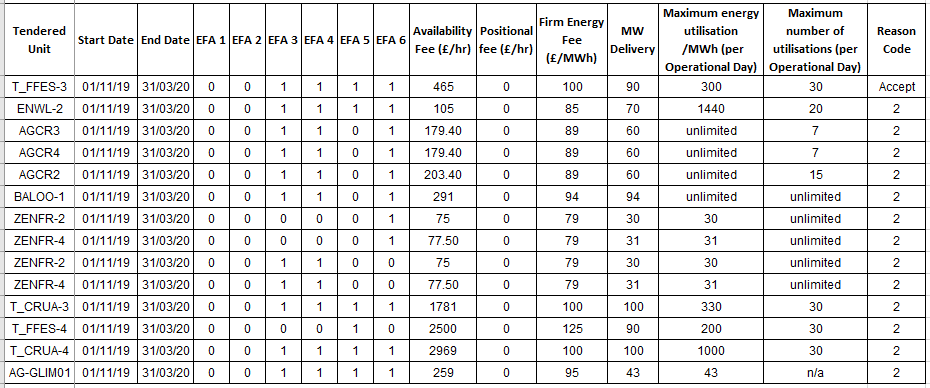 Tendered Unit Start Date End Date EFA 1 EFA 2 EFA 3 EFA 4 EFA 5 EFA 6 Availability Fee (£/hr) Positional fee (£/hr) Firm Energy Fee (£/MWh) MW Delivery Maximum energy utilisation /MWh (per Operational Day) Maximum number of utilisations (per Operational Day) Reason Code
T_FFES-3 01/11/19 31/03/20 0 0 1 1 1 1 465 0 100 90 300 30 Accept
ENWL-2 01/11/19 31/03/20 0 0 1 1 1 1 105 0 85 70 1440 20 2
AGCR3 01/11/19 31/03/20 0 0 1 1 0 1 179.40 0 89 60 unlimited 7 2
AGCR4 01/11/19 31/03/20 0 0 1 1 0 1 179.40 0 89 60 unlimited 7 2
AGCR2 01/11/19 31/03/20 0 0 1 1 0 1 203.40 0 89 60 unlimited 15 2
BALOO-1 01/11/19 31/03/20 0 0 1 1 0 1 291 0 94 94 unlimited unlimited 2
ZENFR-2 01/11/19 31/03/20 0 0 0 0 0 1 75 0 79 30 30 unlimited 2
ZENFR-4 01/11/19 31/03/20 0 0 0 0 0 1 77.50 0 79 31 31 unlimited 2
ZENFR-2 01/11/19 31/03/20 0 0 1 1 0 0 75 0 79 30 30 unlimited 2
ZENFR-4 01/11/19 31/03/20 0 0 1 1 0 0 77.50 0 79 31 31 unlimited 2
T_CRUA-3 01/11/19 31/03/20 0 0 1 1 1 1 1781 0 100 100 330 30 2
T_FFES-4 01/11/19 31/03/20 0 0 0 0 1 0 2500 0 125 90 200 30 2
T_CRUA-4 01/11/19 31/03/20 0 0 1 1 1 1 2969 0 100 100 1000 30 2
AG-GLIM01 01/11/19 31/03/20 0 0 1 1 1 1 259 0 95 43 43 n/a 2